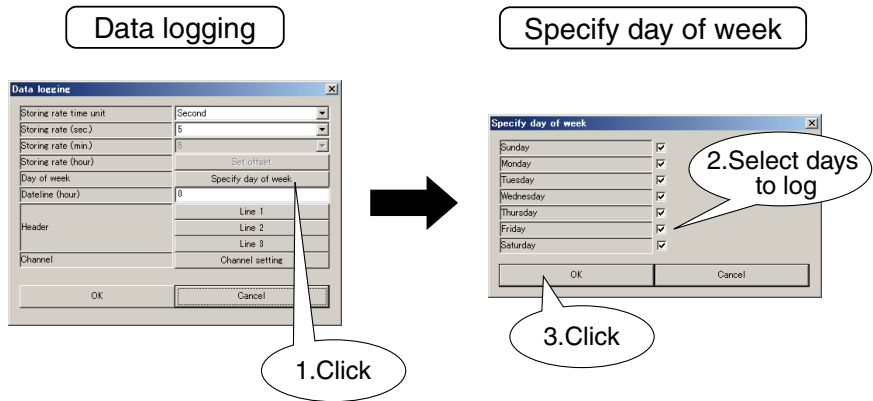 Data logging
Specify day of week
Data logging
Storing rate time unit Second
Storing rate (sec.) 5
Storing rate (min.) 5
Storing rate (hour) Set offset
Day of week Specify day of week
Dateline (hour) 0
Header Line 1
Line 2
Line 3
Channel Channel setting
OK Cancel
1.Click
Specify day of week
Sunday
Monday
Tuesday
Wednesday
Thursday
Friday
Saturday
OK Cancel
2.Select days
to log
3.Click